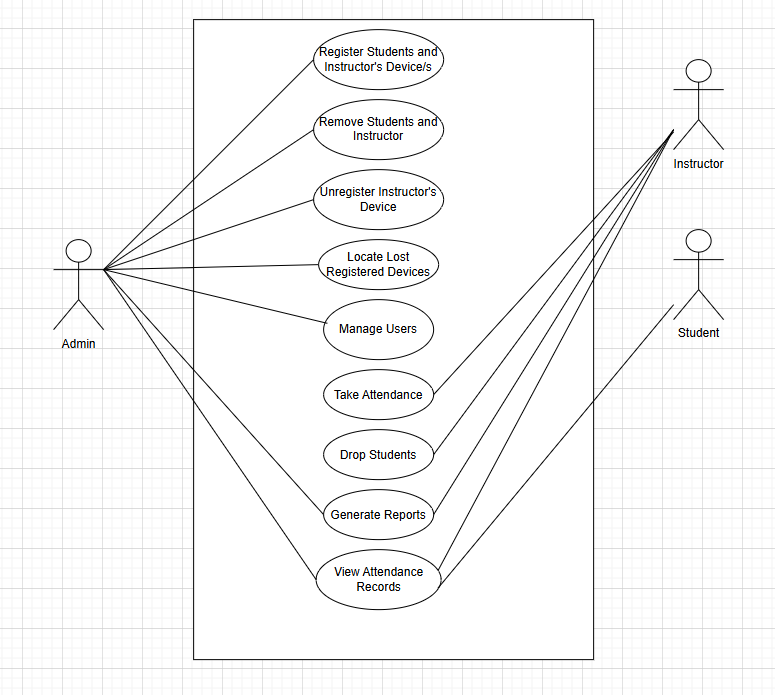 Register Students and
Instructor's Device/s
Remove Students and
Instructor
Unregister Instructor's
Device
Locate Lost
Registered Devices
Manage Users
Take Attendance
Drop Students
Generate Reports
View Attendance
Records
Admin
Instructor
Student